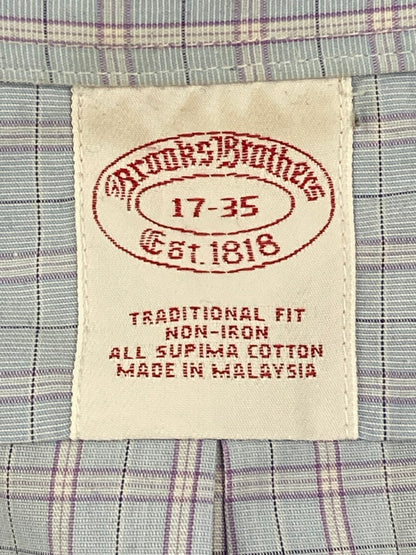 Brooks Brothers
17-35
Est. 1818
TRADITIONAL FIT
NON-IRON
ALL SUPIMA COTTON
MADE IN MALAYSIA